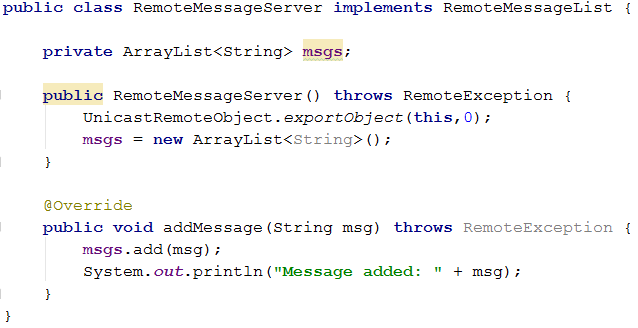 public class RemoteMessageServer implements RemoteMessageList {
private ArrayList<String> msgs;
public RemoteMessageServer() throws RemoteException {
UnicastRemoteObject.exportObject(this,0);
msgs = new ArrayList<String>();
}
@Override
public void addMessage(String msg) throws RemoteException {
msgs.add(msg);
System.out.println("Message added: " + msg);
}
}